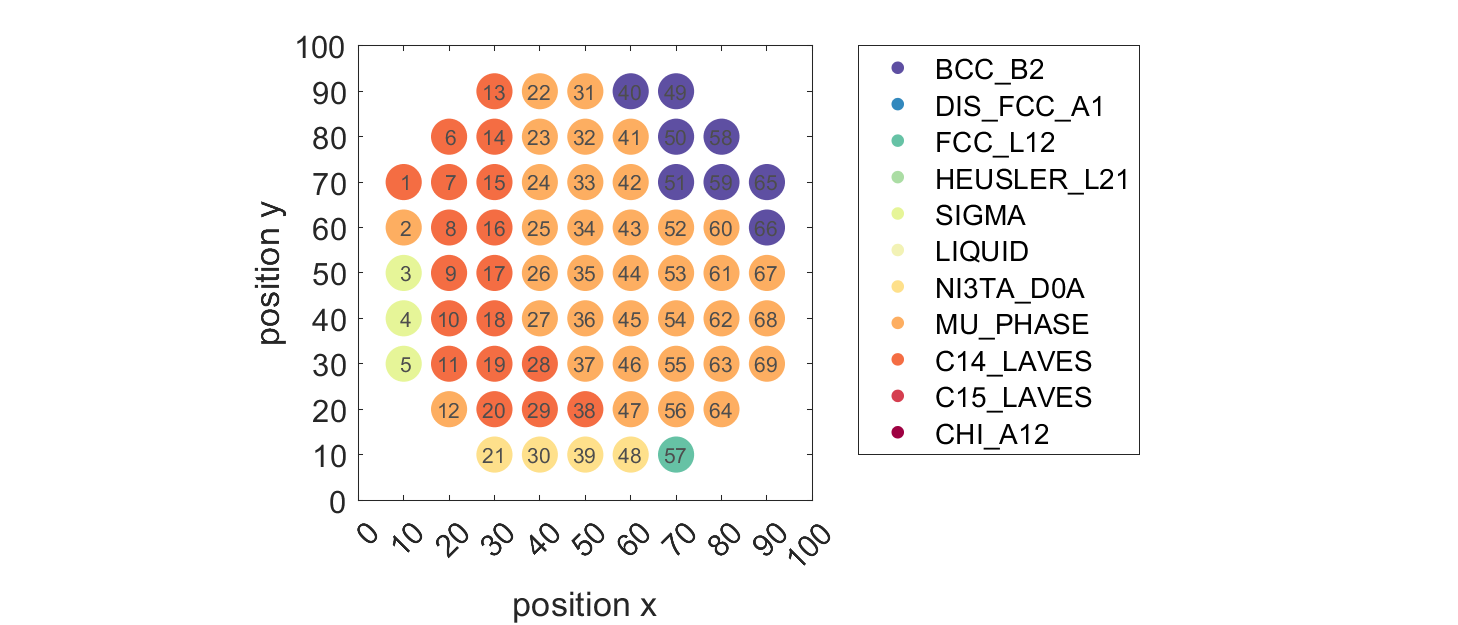 100
90
80
70
60
50
40
30
20
10
0
position y
13 22 31 40 49
6 14 23 32 41 50 58
1 7 15 24 33 42 51 59 65
2 8 16 25 34 43 52 60 66
3 9 17 26 35 44 53 61 67
4 10 18 27 36 45 54 62 68
5 11 19 28 37 46 55 63 69
12 20 29 38 47 56 64
21 30 39 48 57
0 10 20 30 40 50 60 70 80 90 100
position x
BCC_B2
DIS_FCC_A1
FCC_L12
HEUSLER_L21
SIGMA
LIQUID
NI3TA_D0A
MU_PHASE
C14_LAVES
C15_LAVES
CHI_A12